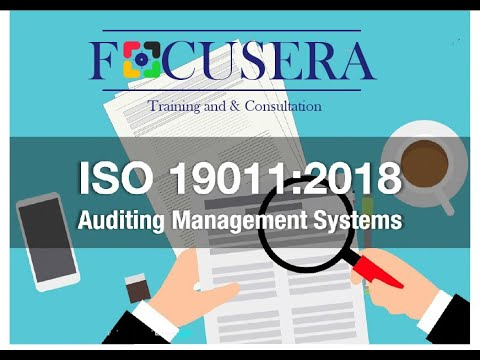 FOCUSERA
Training and & Consultation
ISO 19011:2018
Auditing Management Systems